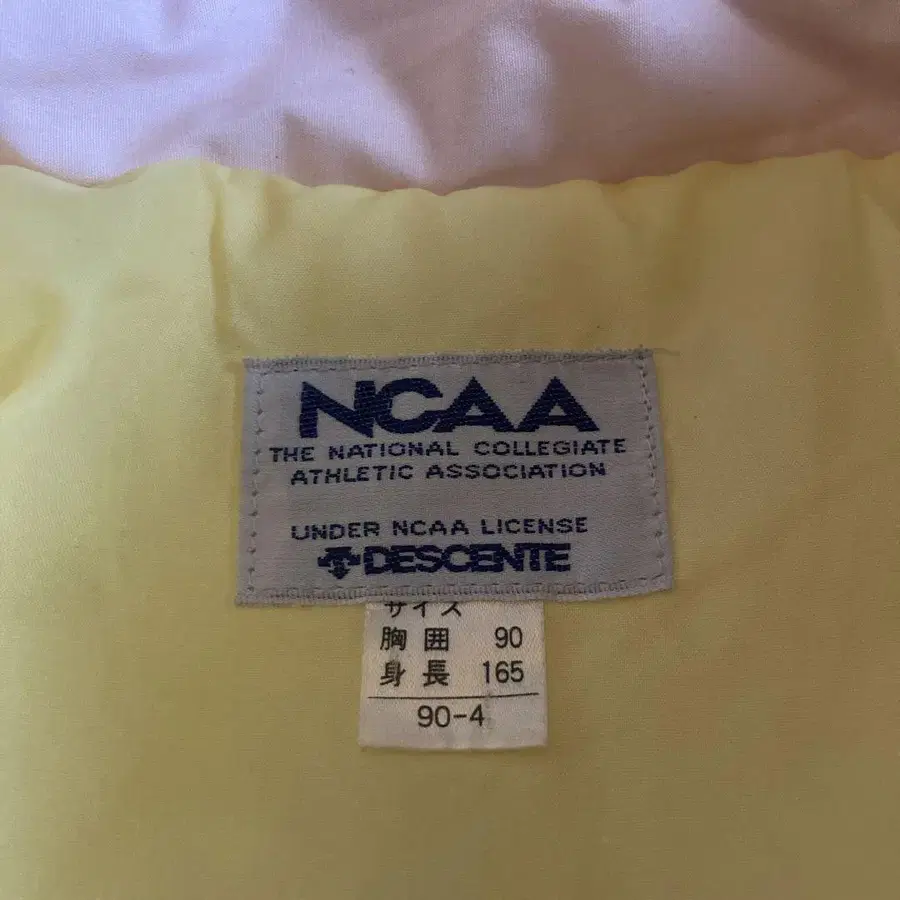 NCAA
THE NATIONAL COLLEGIATE
ATHLETIC ASSOCIATION
UNDER NCAA LICENSE
DESCENTE
サイズ
胸囲 90
身長 165
90-4